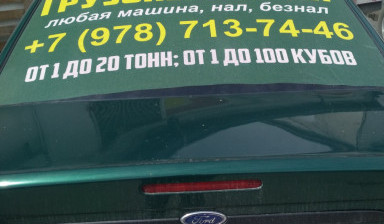 любая машина, нал, безнал
+7 (978) 713-74-46
ОТ 1 ДО 20 ТОНН; ОТ 1 ДО 100 КУБОВ
Ford